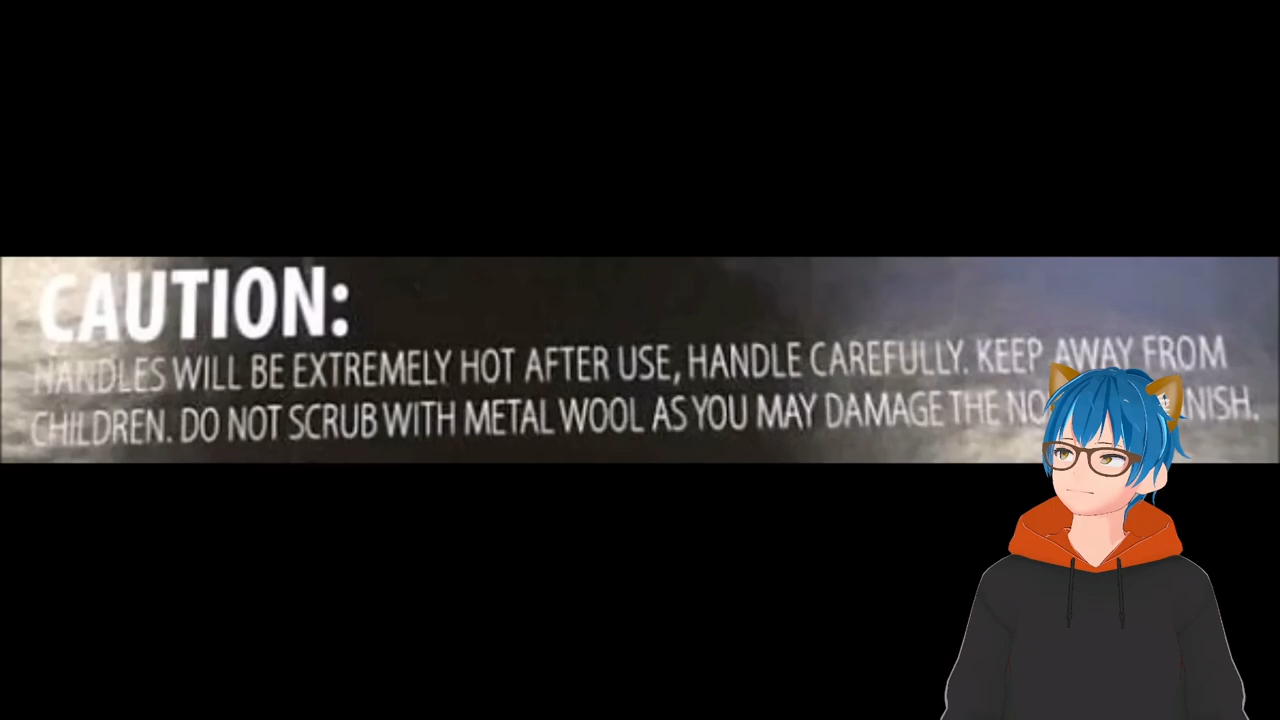 CAUTION:
HANDLES WILL BE EXTREMELY HOT AFTER USE, HANDLE CAREFULLY. KEEP AWAY FROM
CHILDREN. DO NOT SCRUB WITH METAL WOOL AS YOU MAY DAMAGE THE